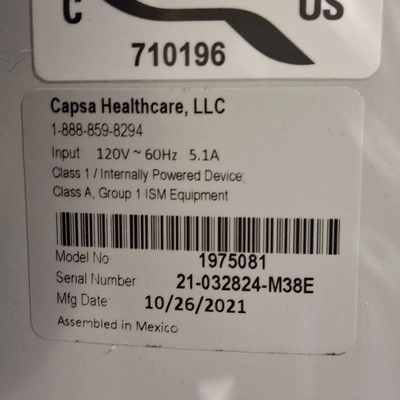 C US
710196
Capsa Healthcare, LLC
1-888-859-8294
Input 120V ~ 60Hz 5.1A
Class 1 / Internally Powered Device;
Class A, Group 1 ISM Equipment
Model No 1975081
Serial Number 21-032824-M38E
Mfg Date 10/26/2021
Assembled in Mexico